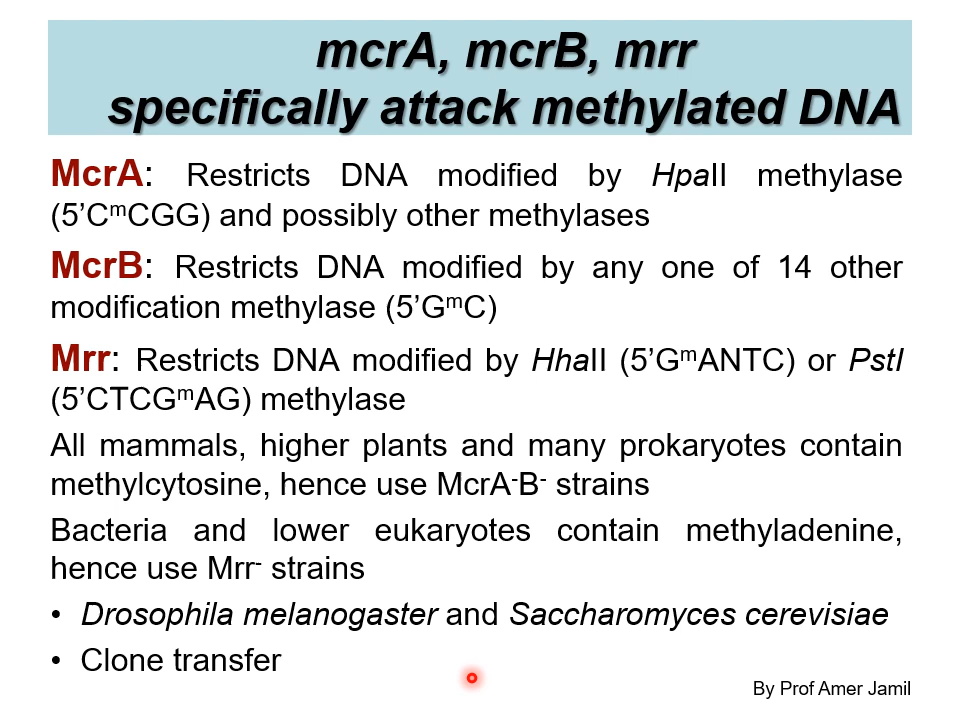 mcrA, mcrB, mrr
specifically attack methylated DNA
McrA: Restricts DNA modified by HpaII methylase
(5’CᵐCGG) and possibly other methylases
McrB: Restricts DNA modified by any one of 14 other
modification methylase (5’GᵐC)
Mrr: Restricts DNA modified by HhaII (5’GᵐANTC) or PstI
(5’CTCGᵐAG) methylase
All mammals, higher plants and many prokaryotes contain
methylcytosine, hence use McrA⁻B⁻ strains
Bacteria and lower eukaryotes contain methyladenine,
hence use Mrr⁻ strains
• Drosophila melanogaster and Saccharomyces cerevisiae
• Clone transfer
By Prof Amer Jamil